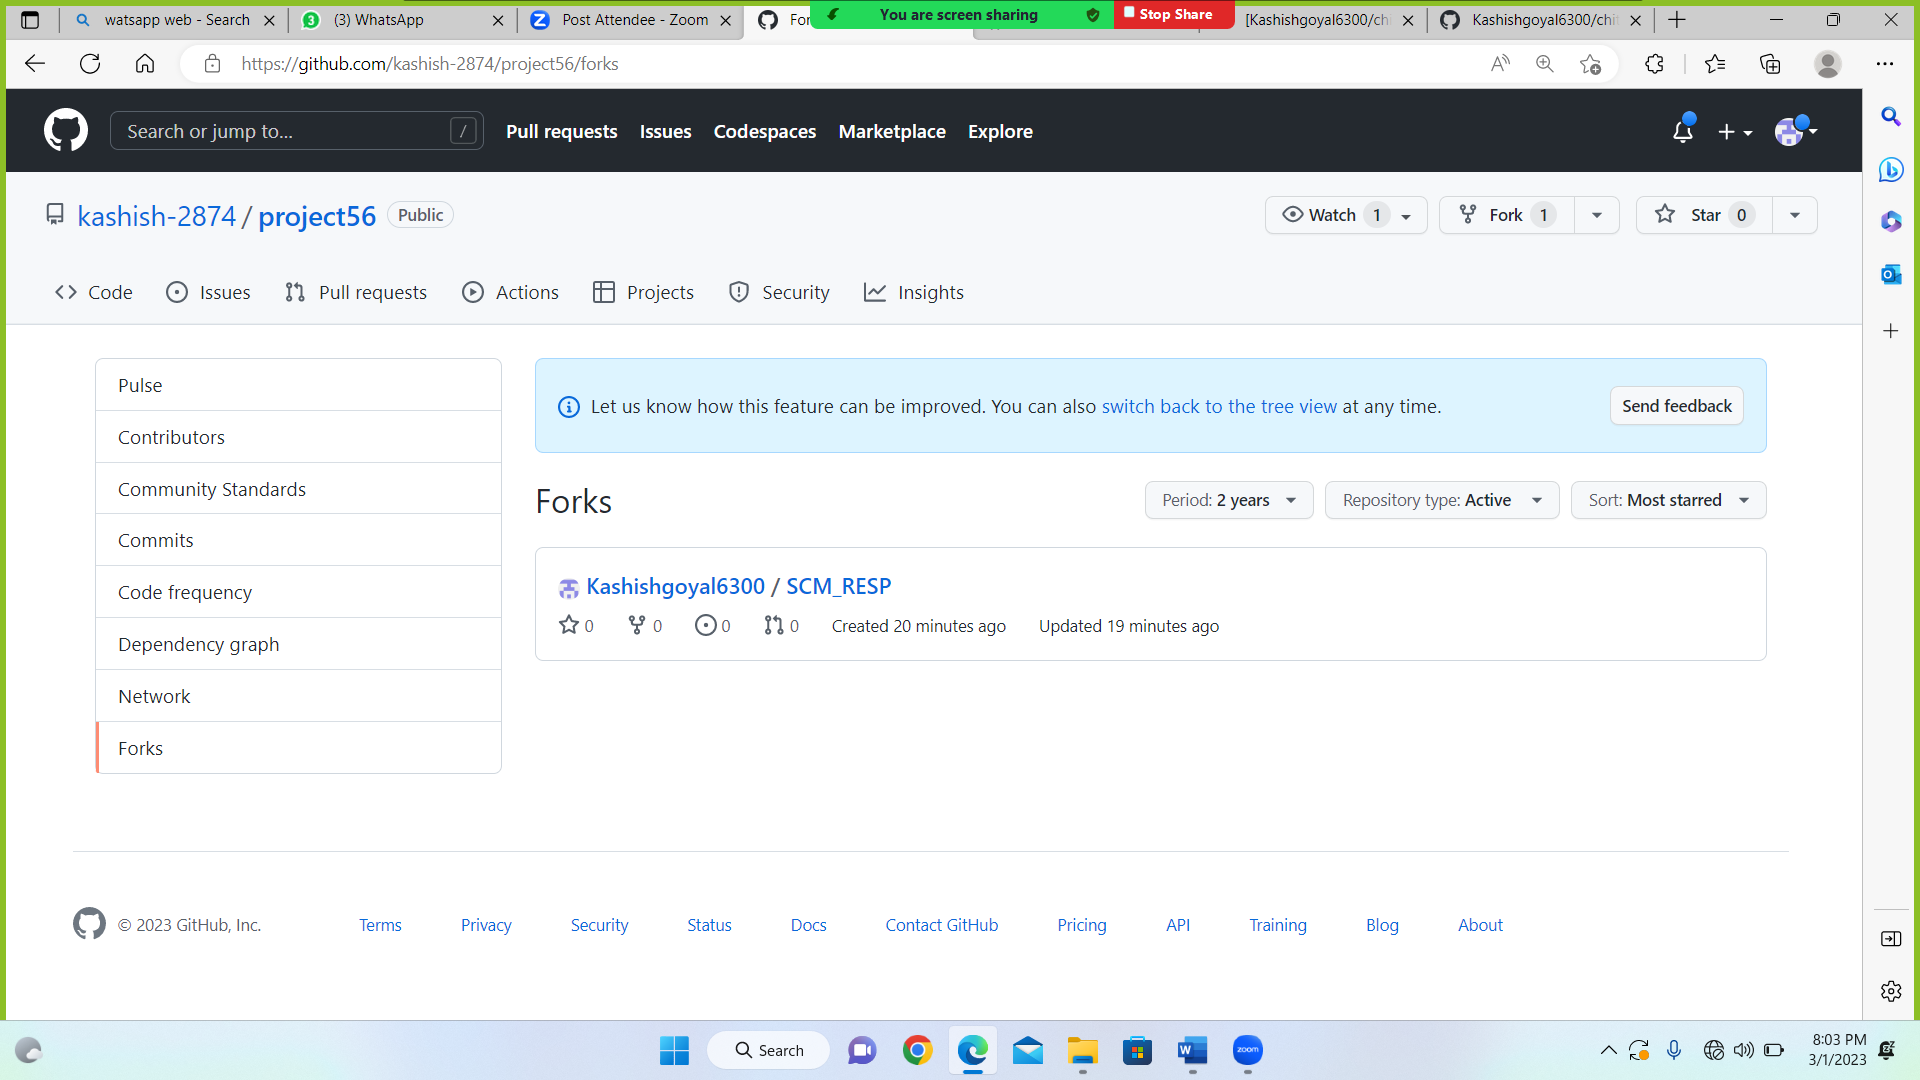 watsapp web - Search
(3) WhatsApp
Post Attendee - Zoom
You are screen sharing
Stop Share
[Kashishgoyal6300/chi
Kashishgoyal6300/chi
https://github.com/kashish-2874/project56/forks
Search or jump to...
/
Pull requests
Issues
Codespaces
Marketplace
Explore
kashish-2874 / project56
Public
Watch 1
Fork 1
Star 0
Code
Issues
Pull requests
Actions
Projects
Security
Insights
Pulse
Contributors
Community Standards
Commits
Code frequency
Dependency graph
Network
Forks
Let us know how this feature can be improved. You can also switch back to the tree view at any time.
Send feedback
Forks
Period: 2 years
Repository type: Active
Sort: Most starred
Kashishgoyal6300 / SCM_RESP
0 0 0 0 Created 20 minutes ago Updated 19 minutes ago
© 2023 GitHub, Inc.
Terms
Privacy
Security
Status
Docs
Contact GitHub
Pricing
API
Training
Blog
About
Search
zoom
8:03 PM
3/1/2023